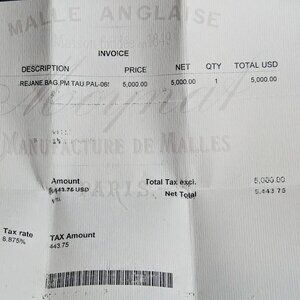 MALLE ANGLAISE
INVOICE
DESCRIPTION PRICE NET QTY TOTAL USD
REJANE.BAG.PM TAU PAL-06 5,000.00 5,000.00 1 5,000.00
MANUFACTURE DE MALLES
Amount Total Tax excl. 5,000.00
443.75 USD Net Total 5,443.75
PARIS
Tax rate TAX Amount
8.875% 443.75